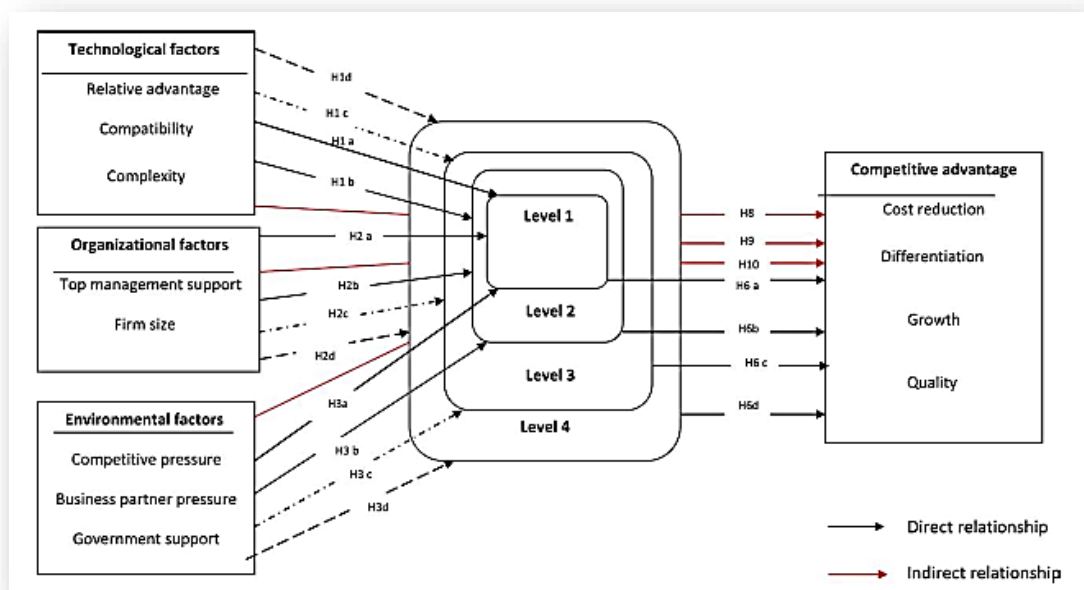 Technological factors
Relative advantage
Compatibility
Complexity
Organizational factors
Top management support
Firm size
Environmental factors
Competitive pressure
Business partner pressure
Government support
H1d
H1 c
H1 a
H1 b
H2 a
H2b
H2c
H2d
H3a
H3 b
H3 c
H3d
Level 1
Level 2
Level 3
Level 4
H8
H9
H10
H6 a
H6b
H6 c
H6d
Competitive advantage
Cost reduction
Differentiation
Growth
Quality
Direct relationship
Indirect relationship